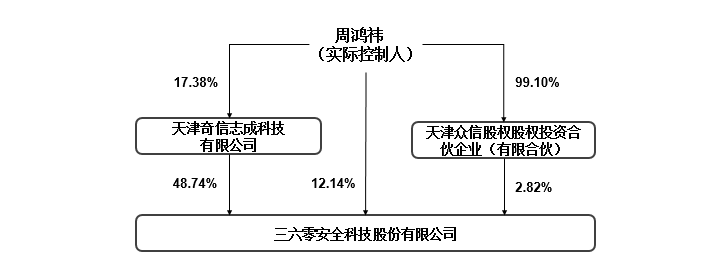 周鸿祎
（实际控制人）
17.38%
99.10%
天津奇信志成科技
有限公司
天津众信股权股权投资合
伙企业（有限合伙）
48.74%
12.14%
2.82%
三六零安全科技股份有限公司